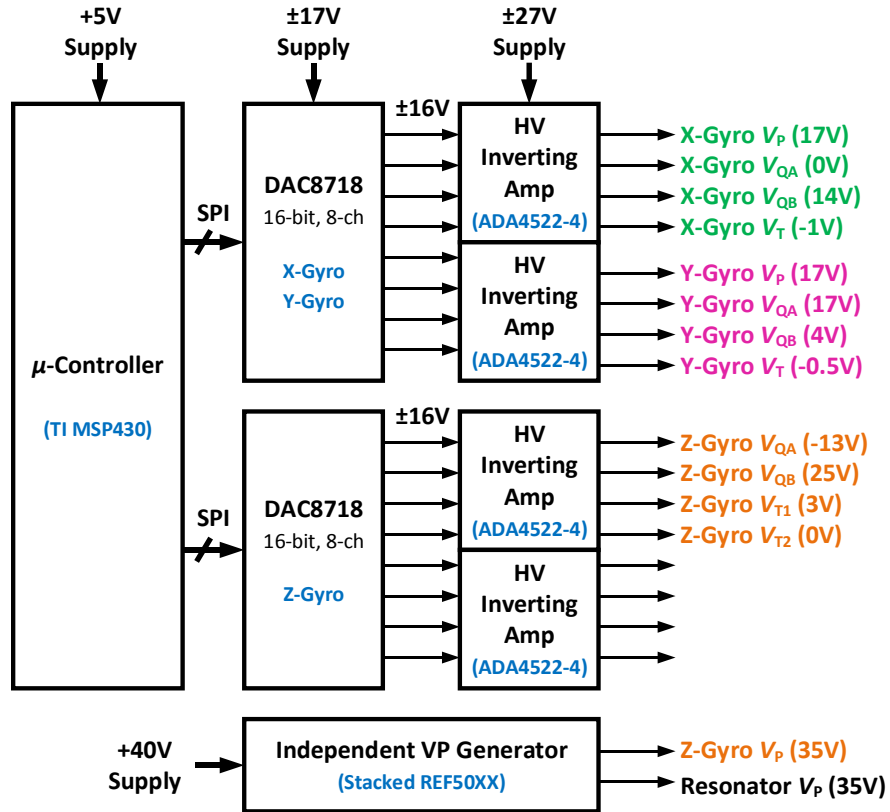 +5V
Supply
±17V
Supply
±27V
Supply
μ-Controller
(TI MSP430)
SPI
DAC8718
16-bit, 8-ch
X-Gyro
Y-Gyro
±16V
HV
Inverting
Amp
(ADA4522-4)
HV
Inverting
Amp
(ADA4522-4)
X-Gyro VP (17V)
X-Gyro VQA (0V)
X-Gyro VQB (14V)
X-Gyro VT (-1V)
Y-Gyro VP (17V)
Y-Gyro VQA (17V)
Y-Gyro VQB (4V)
Y-Gyro VT (-0.5V)
SPI
DAC8718
16-bit, 8-ch
Z-Gyro
±16V
HV
Inverting
Amp
(ADA4522-4)
HV
Inverting
Amp
(ADA4522-4)
Z-Gyro VQA (-13V)
Z-Gyro VQB (25V)
Z-Gyro VT1 (3V)
Z-Gyro VT2 (0V)
+40V
Supply
Independent VP Generator
(Stacked REF50XX)
Z-Gyro VP (35V)
Resonator VP (35V)